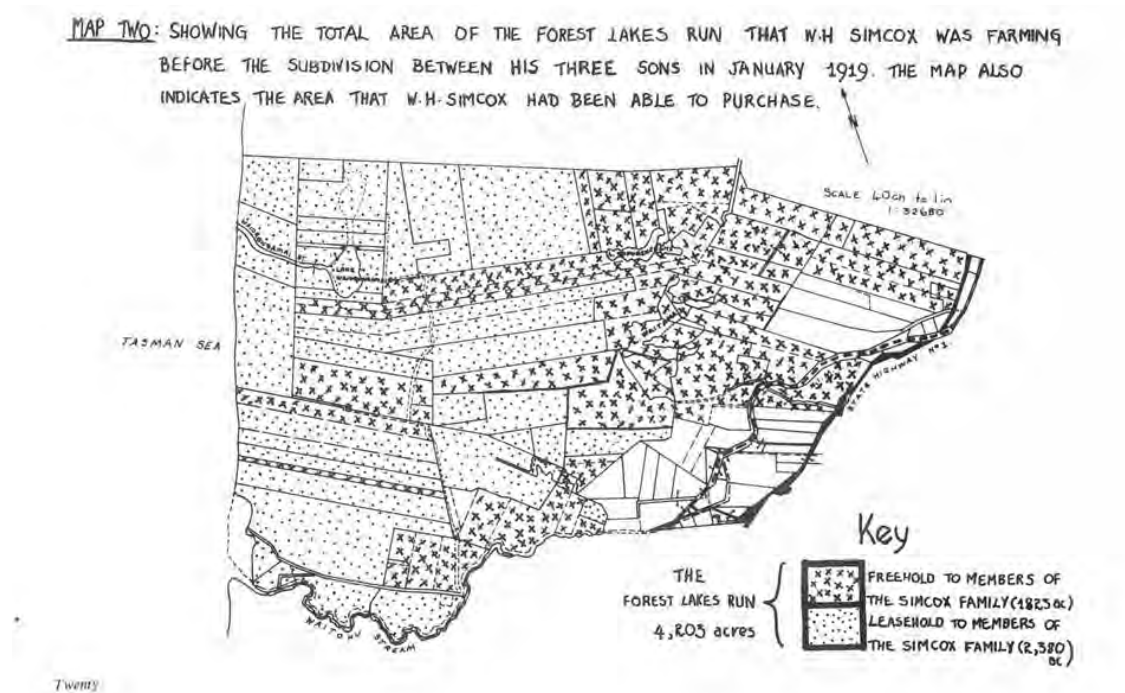 MAP TWO: SHOWING THE TOTAL AREA OF THE FOREST LAKES RUN THAT W.H SIMCOX WAS FARMING
BEFORE THE SUBDIVISION BETWEEN HIS THREE SONS IN JANUARY 1919. THE MAP ALSO
INDICATES THE AREA THAT W.H. SIMCOX HAD BEEN ABLE TO PURCHASE.
N
SCALE 40ch to 1in
1:32680
LAKE
TASMAN SEA
STATE HIGHWAY No 1
WAITOHU STREAM
Key
THE
FOREST LAKES RUN
4,203 acres
FREEHOLD TO MEMBERS OF
THE SIMCOX FAMILY (1823 ac)
LEASEHOLD TO MEMBERS OF
THE SIMCOX FAMILY (2,380
ac)
Twenty